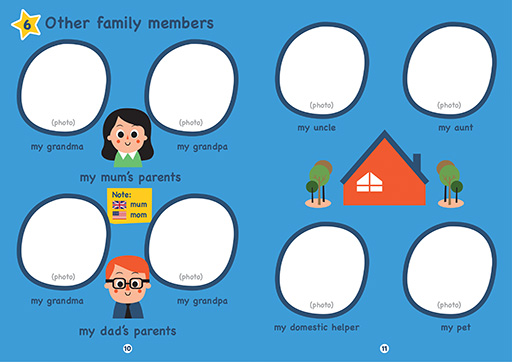 6 Other family members
(photo) (photo)
my grandma my grandpa
my mum's parents
Note:
mum
mom
(photo) (photo)
my grandma my grandpa
my dad's parents
10
(photo) (photo)
my uncle my aunt
(photo) (photo)
my domestic helper my pet
11